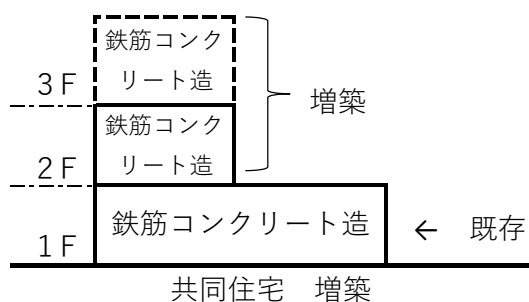 鉄筋コンク
リート造
3F
増築
鉄筋コンク
リート造
2F
鉄筋コンクリート造
1F
← 既存
共同住宅 増築